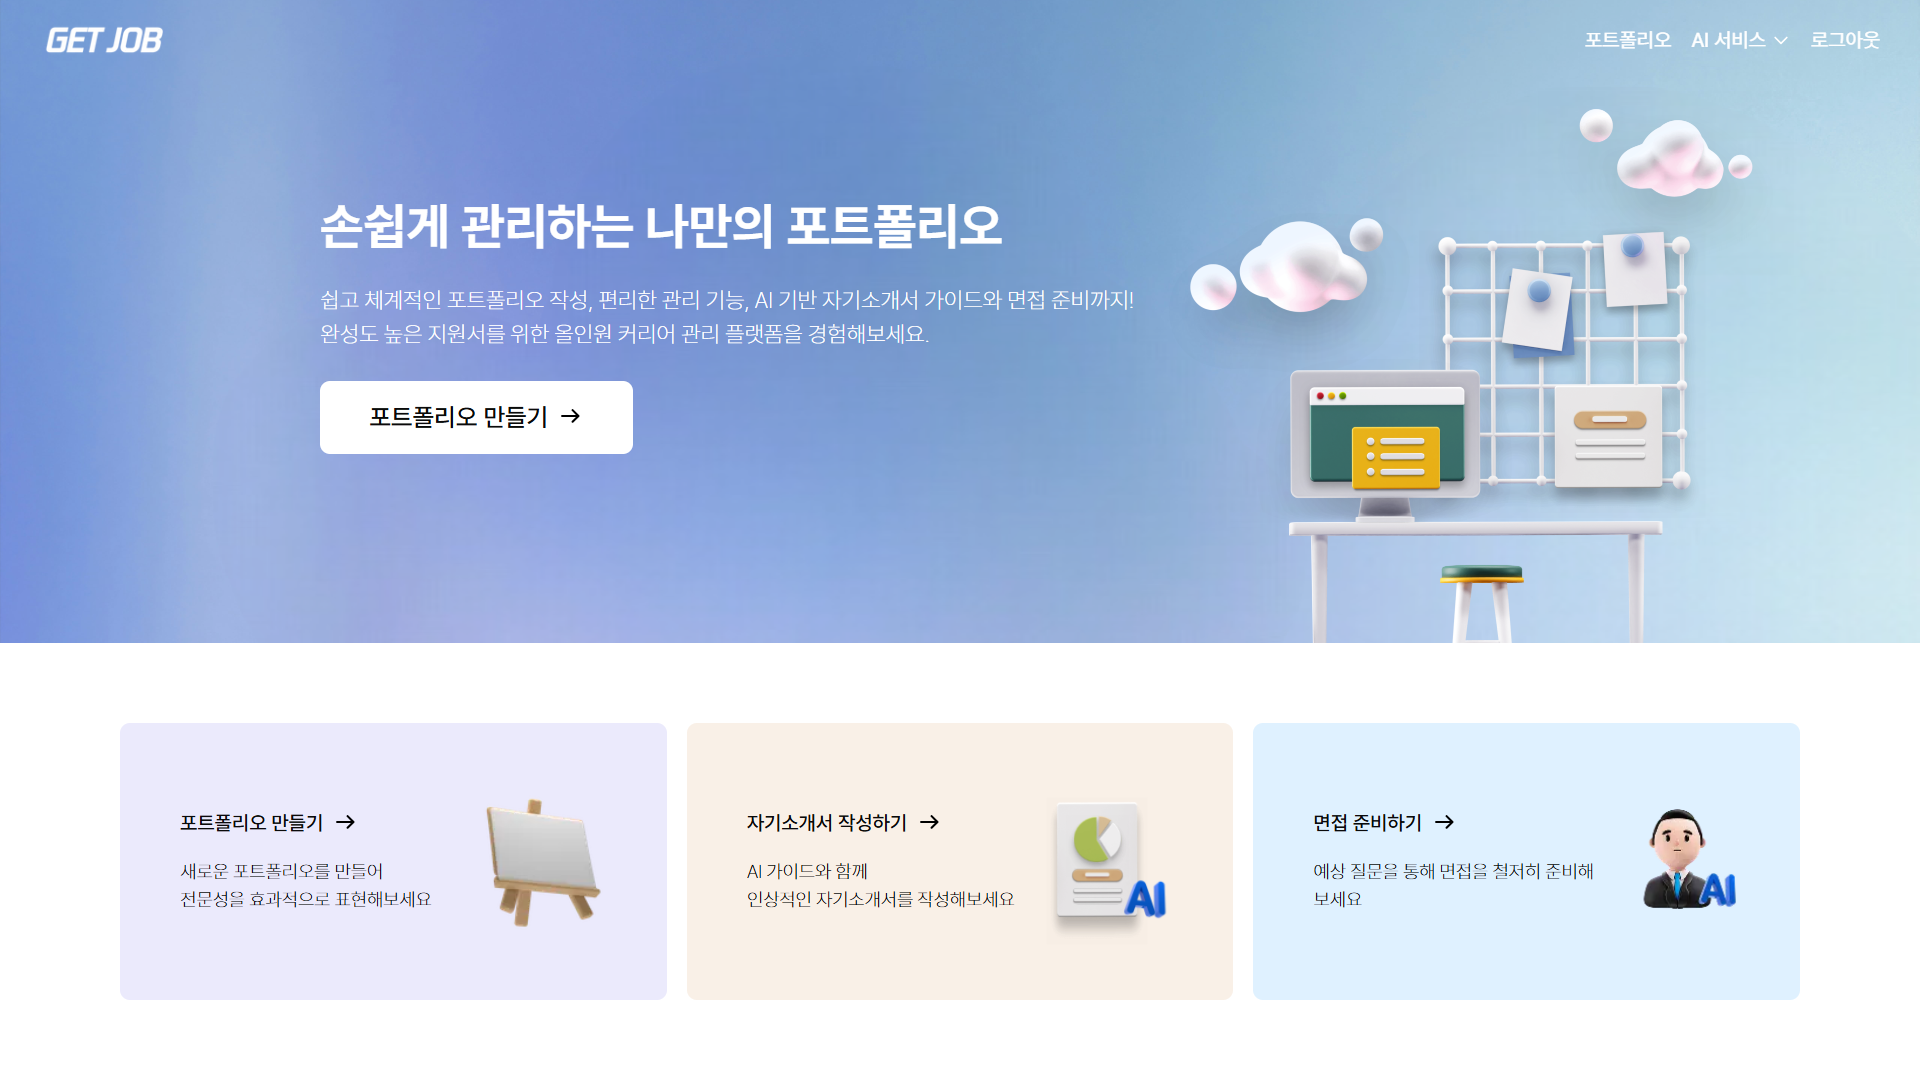 GET JOB
포트폴리오 AI 서비스 로그아웃
손쉽게 관리하는 나만의 포트폴리오
쉽고 체계적인 포트폴리오 작성, 편리한 관리 기능, AI 기반 자기소개서 가이드와 면접 준비까지!
완성도 높은 지원서를 위한 올인원 커리어 관리 플랫폼을 경험해보세요.
포트폴리오 만들기 →
포트폴리오 만들기 →
새로운 포트폴리오를 만들어
전문성을 효과적으로 표현해보세요
자기소개서 작성하기 →
AI 가이드와 함께
인상적인 자기소개서를 작성해보세요
AI
면접 준비하기 →
예상 질문을 통해 면접을 철저히 준비해
보세요
AI